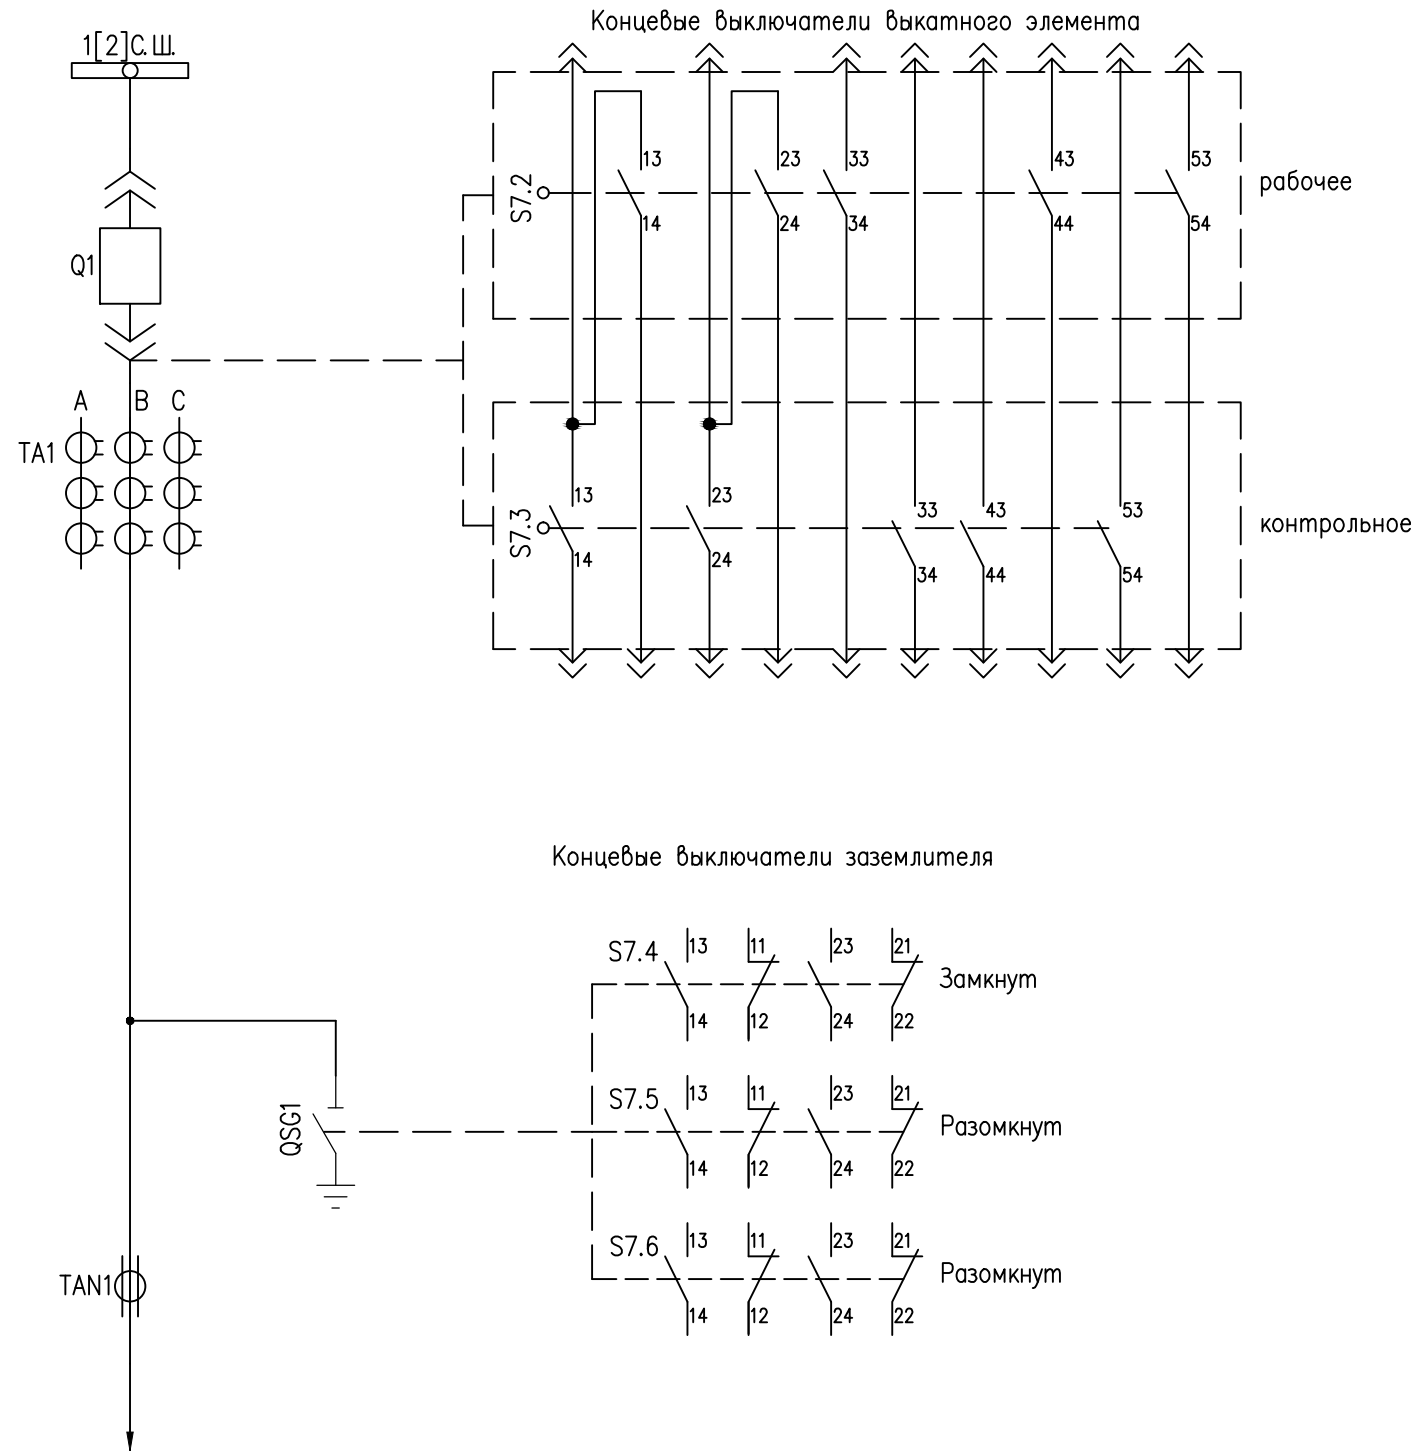 Концевые выключатели выкатного элемента
1[2]С.Ш.
13 23 33 43 53
S7.2
рабочее
14 24 34 44 54
Q1
A B C
TA1
13 23 33 43 53
S7.3
контрольное
14 24 34 44 54
Концевые выключатели заземлителя
S7.4 13 11 23 21
Замкнут
14 12 24 22
S7.5 13 11 23 21
Разомкнут
QSG1
14 12 24 22
S7.6 13 11 23 21
Разомкнут
TAN1
14 12 24 22